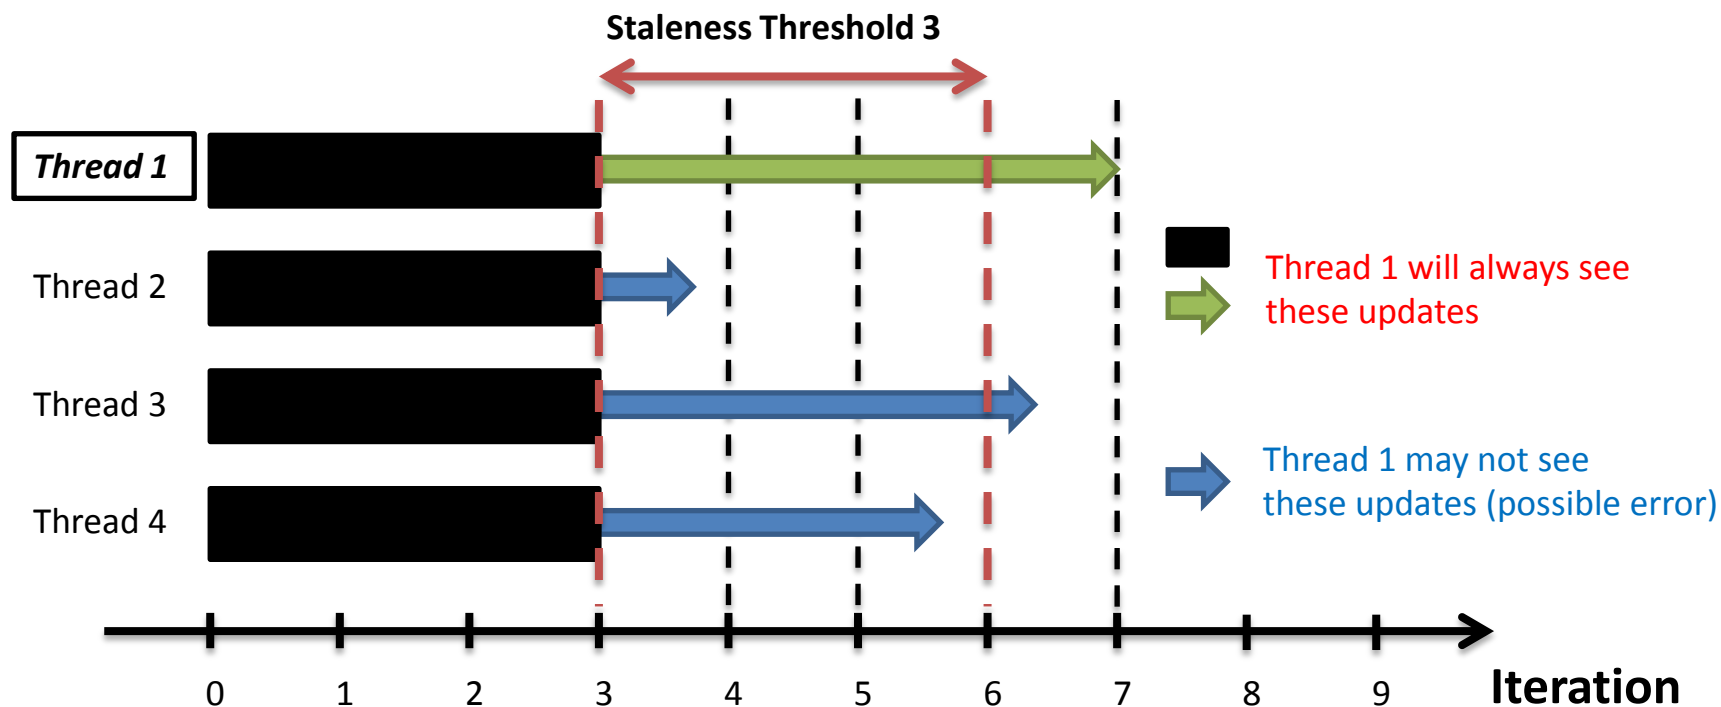 Staleness Threshold 3
Thread 1
Thread 2
Thread 3
Thread 4
Thread 1 will always see
these updates
Thread 1 may not see
these updates (possible error)
0 1 2 3 4 5 6 7 8 9
Iteration